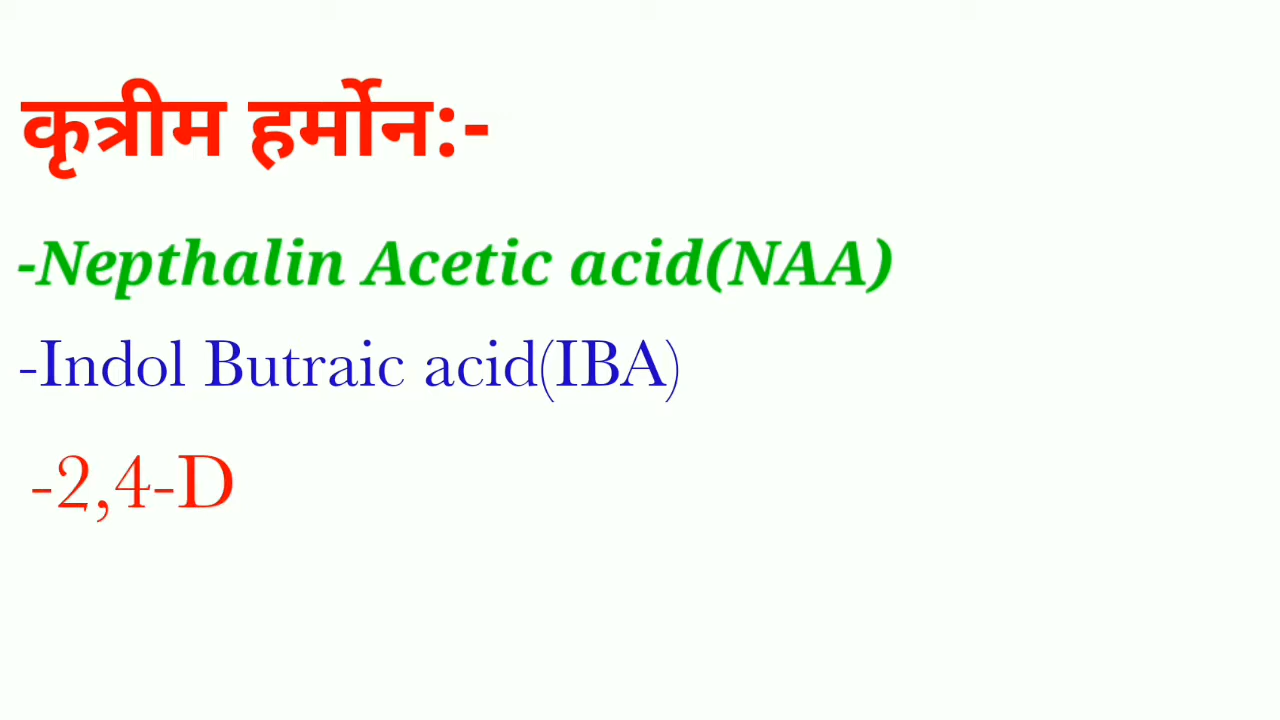 कृत्रीम हर्मोन:-
-Nepthalin Acetic acid(NAA)
-Indol Butraic acid(IBA)
-2,4-D